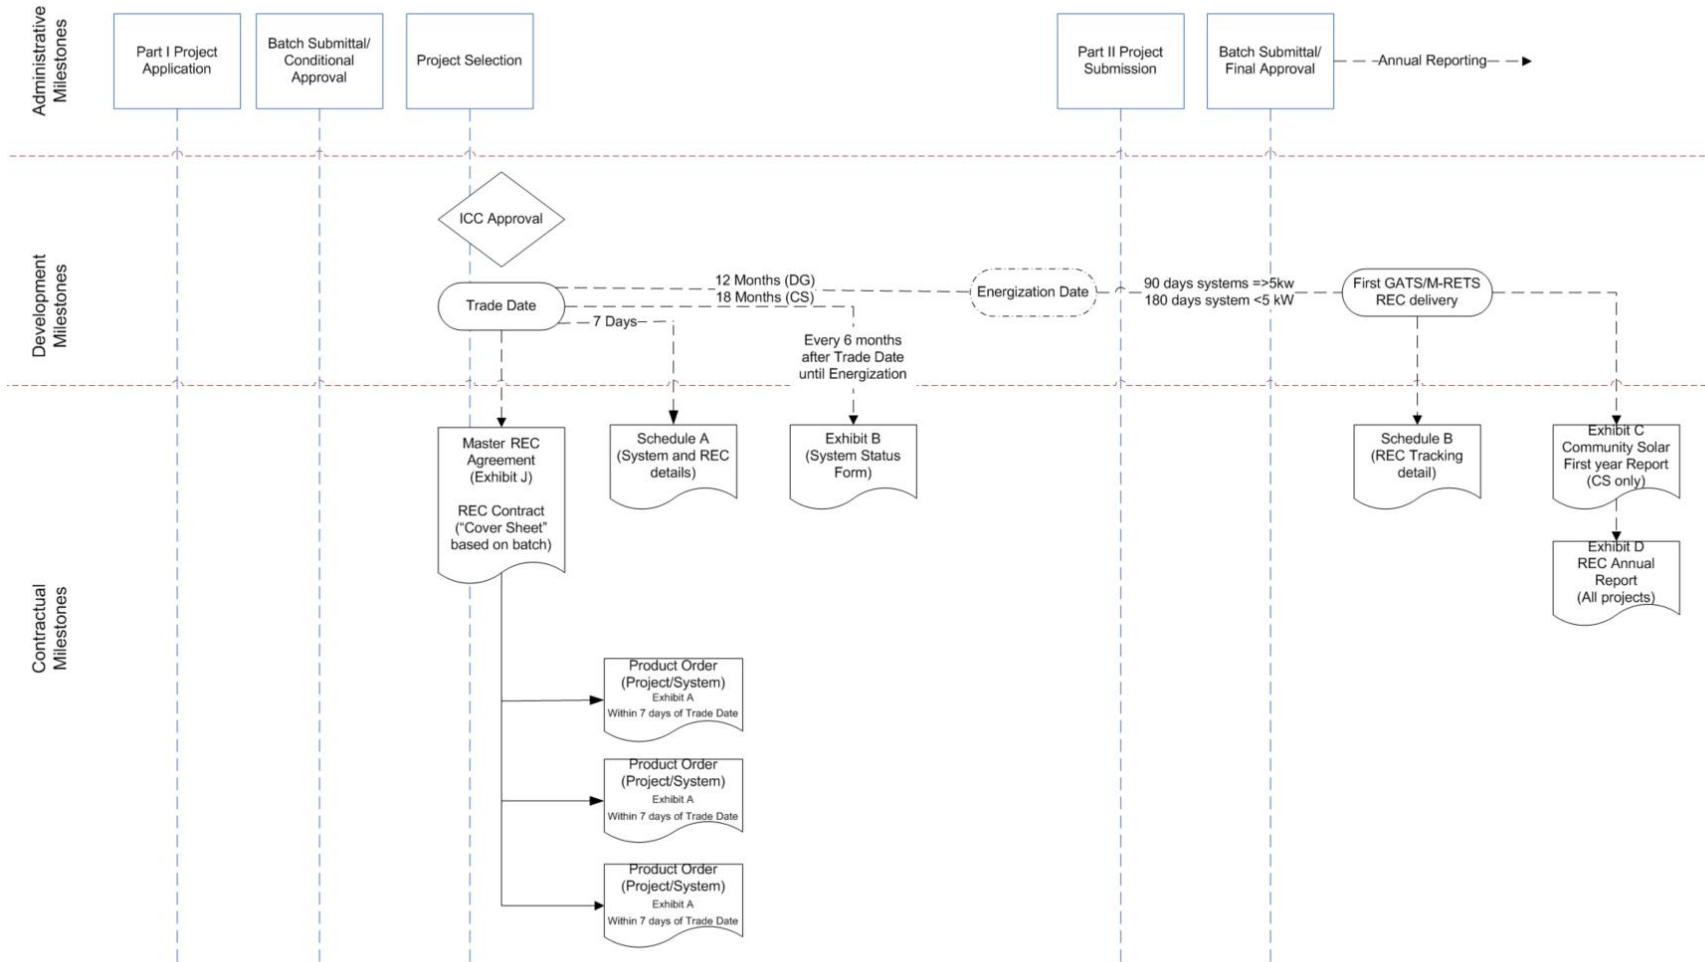 Administrative
Milestones
Part I Project
Application
Batch Submittal/
Conditional
Approval
Project Selection
Part II Project
Submission
Batch Submittal/
Final Approval
Annual Reporting
Development
Milestones
ICC Approval
Trade Date
12 Months (DG)
18 Months (CS)
7 Days
Every 6 months
after Trade Date
until Energization
Energization Date
90 days systems =>5kw
180 days system <5 kW
First GATS/M-RETS
REC delivery
Contractual
Milestones
Master REC
Agreement
(Exhibit J)
REC Contract
(“Cover Sheet”
based on batch)
Schedule A
(System and REC
details)
Exhibit B
(System Status
Form)
Schedule B
(REC Tracking
detail)
Exhibit C
Community Solar
First year Report
(CS only)
Exhibit D
REC Annual
Report
(All projects)
Product Order
(Project/System)
Exhibit A
Within 7 days of Trade Date
Product Order
(Project/System)
Exhibit A
Within 7 days of Trade Date
Product Order
(Project/System)
Exhibit A
Within 7 days of Trade Date